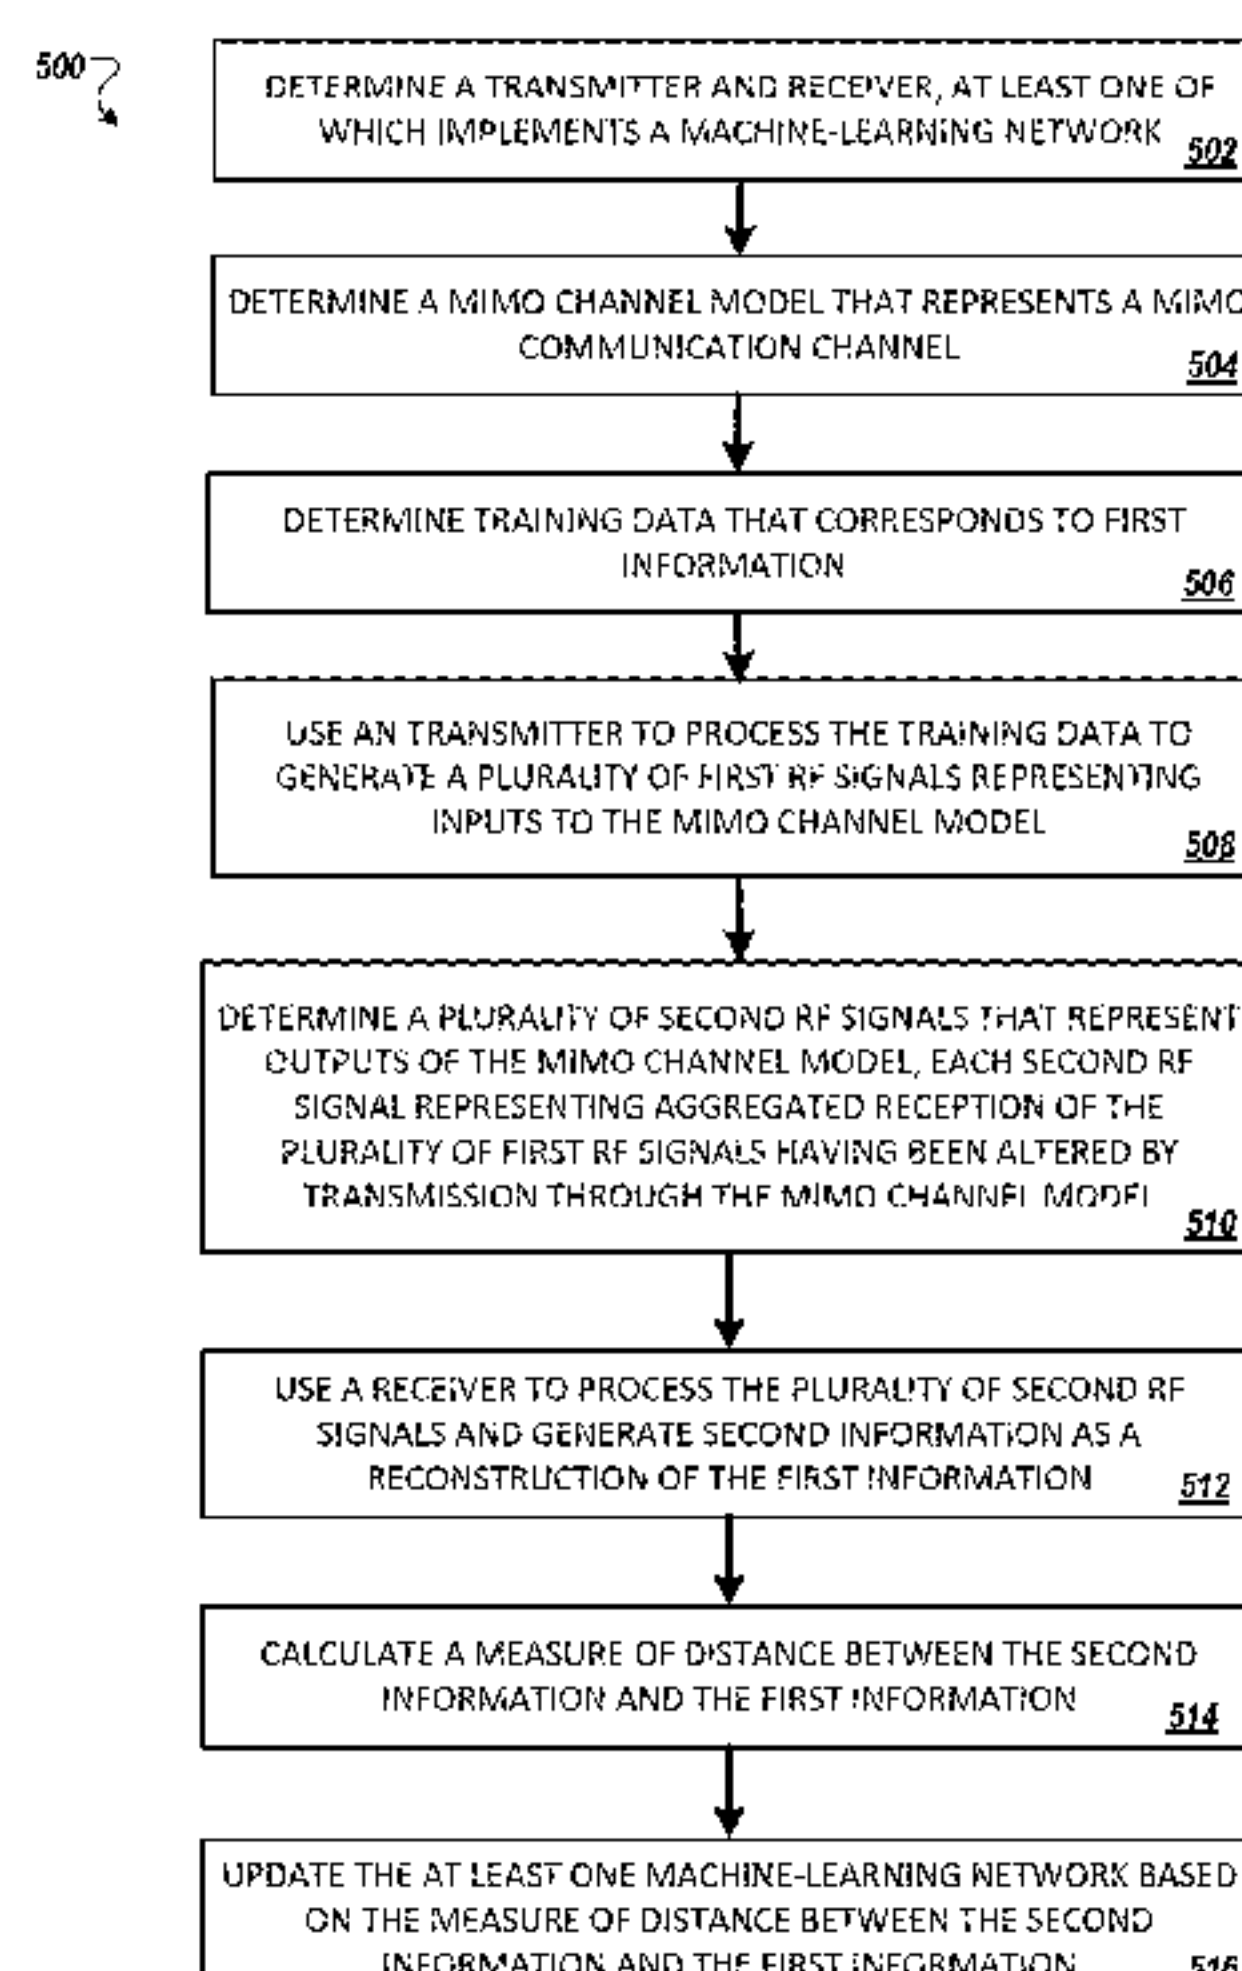 500
DETERMINE A TRANSMITTER AND RECEIVER, AT LEAST ONE OF
WHICH IMPLEMENTS A MACHINE-LEARNING NETWORK
502
DETERMINE A MIMO CHANNEL MODEL THAT REPRESENTS A MIMO
COMMUNICATION CHANNEL
504
DETERMINE TRAINING DATA THAT CORRESPONDS TO FIRST
INFORMATION
506
USE AN TRANSMITTER TO PROCESS THE TRAINING DATA TO
GENERATE A PLURALITY OF FIRST RF SIGNALS REPRESENTING
INPUTS TO THE MIMO CHANNEL MODEL
508
DETERMINE A PLURALITY OF SECOND RF SIGNALS THAT REPRESENT
OUTPUTS OF THE MIMO CHANNEL MODEL, EACH SECOND RF
SIGNAL REPRESENTING AGGREGATED RECEPTION OF THE
PLURALITY OF FIRST RF SIGNALS HAVING BEEN ALTERED BY
TRANSMISSION THROUGH THE MIMO CHANNEL MODEL
510
USE A RECEIVER TO PROCESS THE PLURALITY OF SECOND RF
SIGNALS AND GENERATE SECOND INFORMATION AS A
RECONSTRUCTION OF THE FIRST INFORMATION
512
CALCULATE A MEASURE OF DISTANCE BETWEEN THE SECOND
INFORMATION AND THE FIRST INFORMATION
514
UPDATE THE AT LEAST ONE MACHINE-LEARNING NETWORK BASED
ON THE MEASURE OF DISTANCE BETWEEN THE SECOND
INFORMATION AND THE FIRST INFORMATION
516